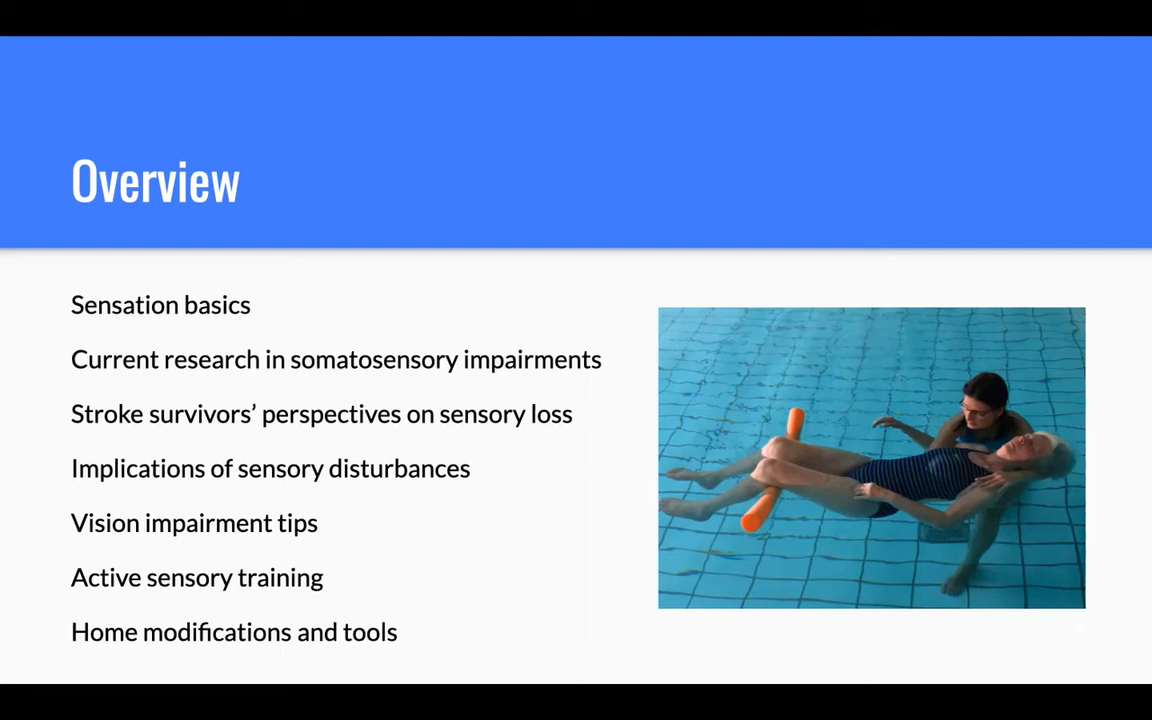 Overview
Sensation basics
Current research in somatosensory impairments
Stroke survivors’ perspectives on sensory loss
Implications of sensory disturbances
Vision impairment tips
Active sensory training
Home modifications and tools